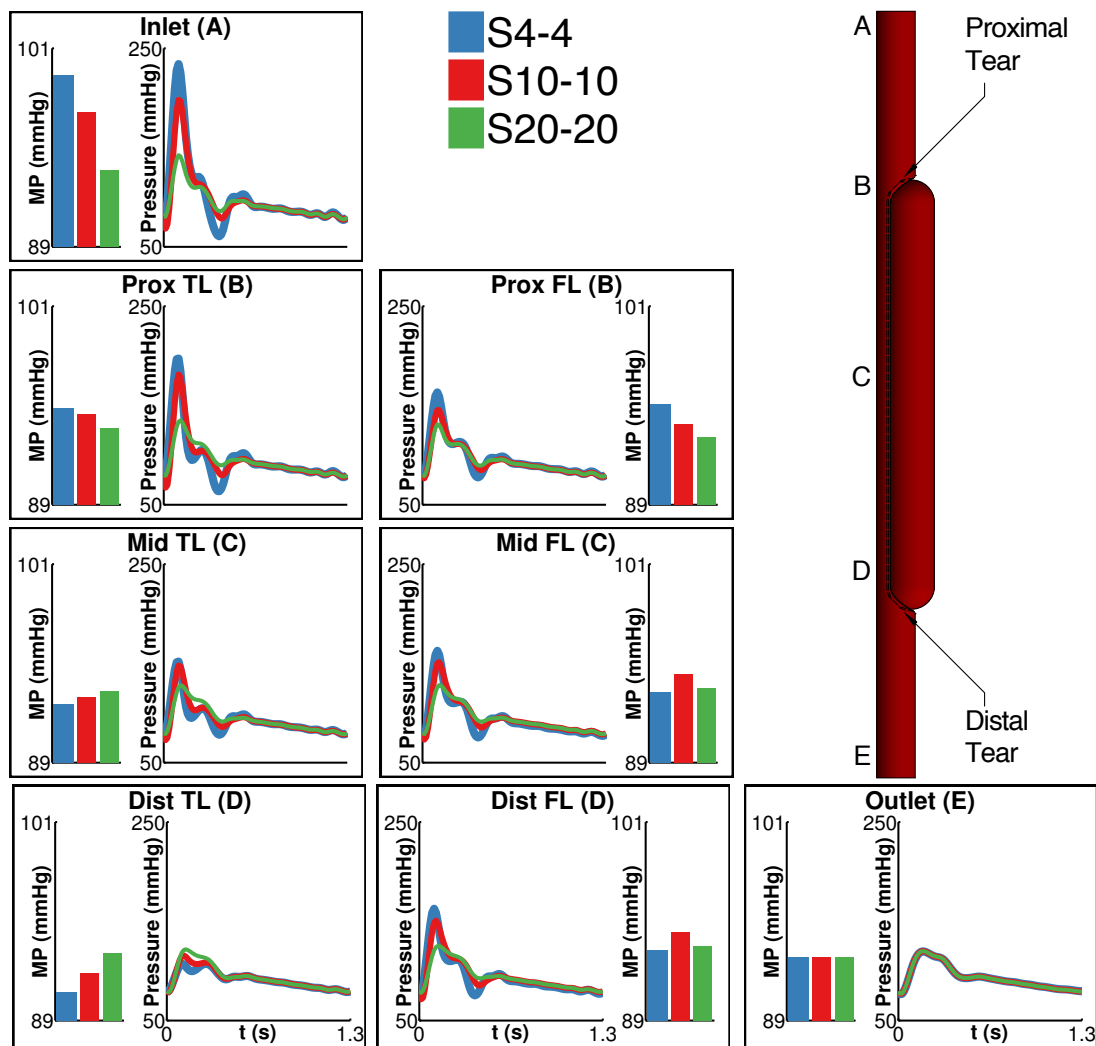 Inlet (A)
101
MP (mmHg)
89
250
Pressure (mmHg)
50
S4-4
S10-10
S20-20
A
Proximal
Tear
B
C
D
E
Distal
Tear
Prox TL (B)
101
MP (mmHg)
89
250
Pressure (mmHg)
50
Prox FL (B)
250
Pressure (mmHg)
50
101
MP (mmHg)
89
Mid TL (C)
101
MP (mmHg)
89
250
Pressure (mmHg)
50
Mid FL (C)
250
Pressure (mmHg)
50
101
MP (mmHg)
89
Dist TL (D)
101
MP (mmHg)
89
250
Pressure (mmHg)
50
0
t (s)
1.3
Dist FL (D)
250
Pressure (mmHg)
50
0
t (s)
1.3
101
MP (mmHg)
89
Outlet (E)
101
MP (mmHg)
89
250
Pressure (mmHg)
50
0
t (s)
1.3